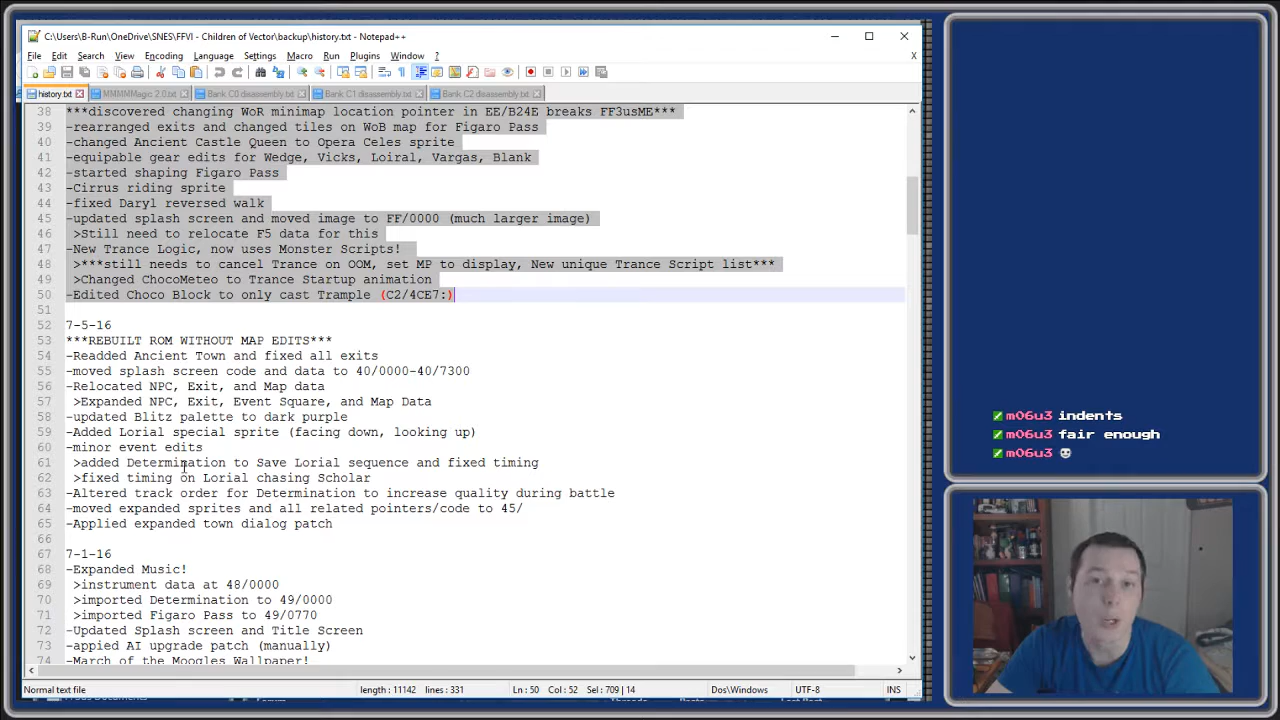 C:\Users\B-Run\OneDrive\SNES\FFVI - Children of Vector\backup\history.txt - Notepad++
File Edit Search View Encoding Language Settings Macro Run Plugins Window ? X
history.txt MMMMMagic 2.0.txt Bank C0 disassembly.txt Bank C1 disassembly.txt Bank C2 disassembly.txt
38 ***discovered changing WoR minimap location pointer in EE/B24E breaks FF3usME***
39 -rearranged exits and changed tiles on WoB map for Figaro Pass
40 -changed Ancient Castle Queen to Opera Celes sprite
41 -equipable gear edits for Wedge, Vicks, Loiral, Vargas, Blank
42 -started shaping Figaro Pass
43 -Cirrus riding sprite
44 -fixed Daryl reversed walk
45 -updated splash screen and moved image to FF/0000 (much larger image)
46 >Still need to relocate F5 data for this
47 -New Trance Logic, now uses Monster Scripts!
48 >***still needs to cancel Trance on OOM, set MP to display, New unique Trance Script list***
49 >Changed ChocoMeteo to Trance Startup animation
50 -Edited Choco Block to only cast Trample (C2/4CE7:)
51
52 7-5-16
53 ***REBUILT ROM WITHOUT MAP EDITS***
54 -Readded Ancient Town and fixed all exits
55 -moved splash screen code and data to 40/0000-40/7300
56 -Relocated NPC, Exit, and Map data
57 >Expanded NPC, Exit, Event Square, and Map Data
58 -updated Blitz palette to dark purple
59 -Added Lorial special sprite (facing down, looking up)
60 -minor event edits
61 >added Determination to Save Lorial sequence and fixed timing
62 >fixed timing on Lorial chasing Scholar
63 -Altered track order for Determination to increase quality during battle
64 -moved expanded sprites and all related pointers/code to 45/
65 -Applied expanded town dialog patch
66
67 7-1-16
68 -Expanded Music!
69 >instrument data at 48/0000
70 >imported Determination to 49/0000
71 >imported Figaro Pass to 49/0770
72 -Updated Splash screen and Title Screen
73 -appied AI upgrade patch (manually)
74 -March of the Moogles Wallpaper!
Normal text file length : 11142 lines : 331 Ln : 50 Col : 52 Sel : 709 | 14 Dos\Windows UTF-8 INS
m06u3 indents
m06u3 fair enough
m06u3